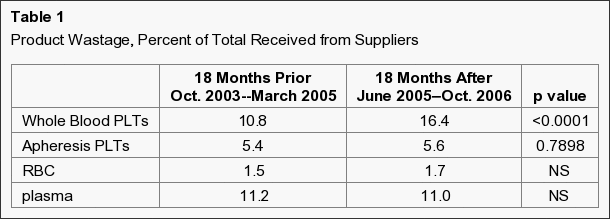 Table 1
Product Wastage, Percent of Total Received from Suppliers
18 Months Prior 18 Months After
Oct. 2003--March 2005 June 2005–Oct. 2006 p value
Whole Blood PLTs 10.8 16.4 <0.0001
Apheresis PLTs 5.4 5.6 0.7898
RBC 1.5 1.7 NS
plasma 11.2 11.0 NS